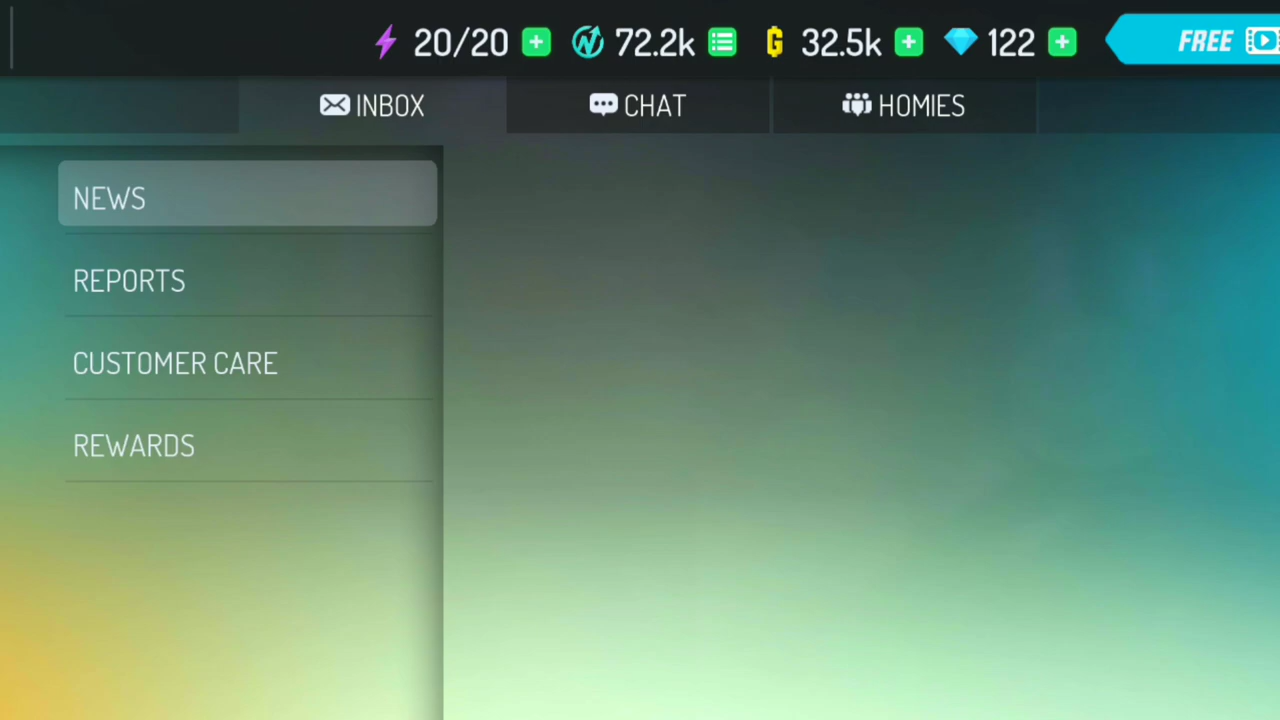 20/20 72.2k 32.5k 122 FREE
INBOX CHAT HOMIES
NEWS
REPORTS
CUSTOMER CARE
REWARDS